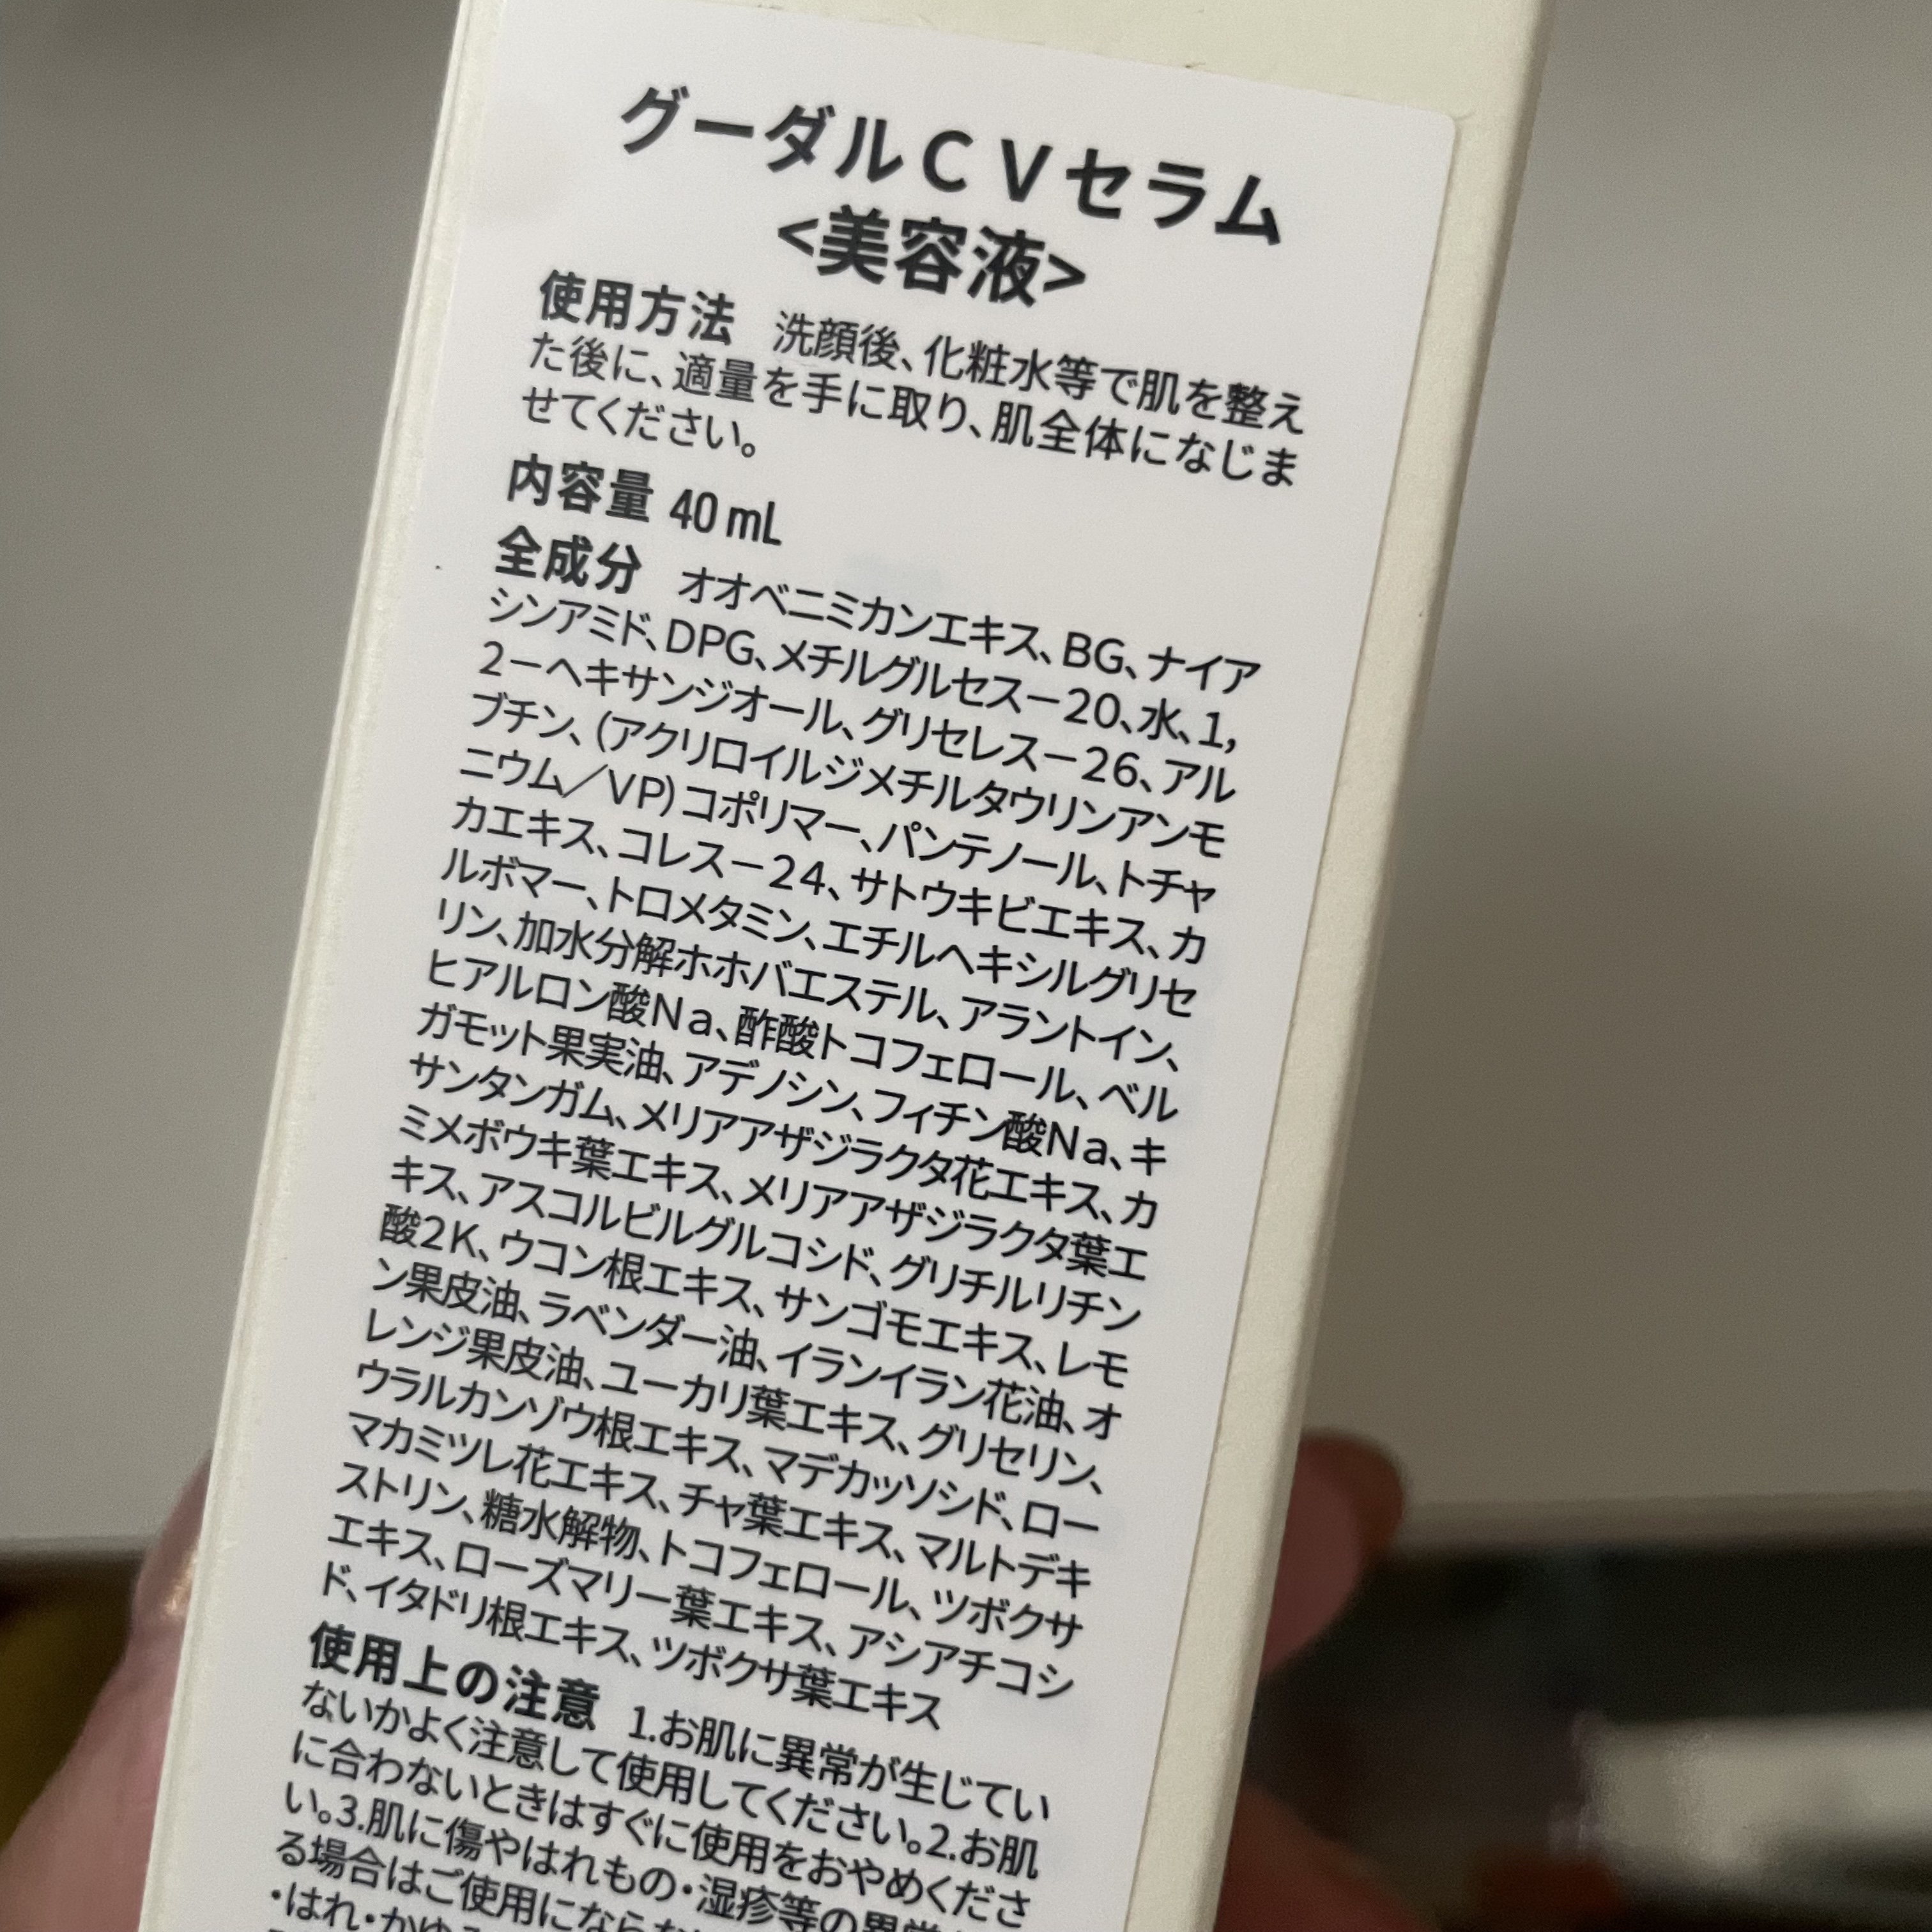 グーダルＣＶセラム
<美容液>
使用方法 洗顔後、化粧水等で肌を整え
た後に、適量を手に取り、肌全体になじま
せてください。
内容量 40 mL
全成分 オオベニミカンエキス、BG、ナイア
シンアミド、DPG、メチルグルセス－20、水、1,
2－ヘキサンジオール、グリセレス－26、アル
ブチン、(アクリロイルジメチルタウリンアンモ
ニウム／VP)コポリマー、パンテノール、トチャ
カエキス、コレス－24、サトウキビエキス、カ
ルボマー、トロメタミン、エチルヘキシルグリセ
リン、加水分解ホホバエステル、アラントイン、
ヒアルロン酸Na、酢酸トコフェロール、ベル
ガモット果実油、アデノシン、フィチン酸Na、キ
サンタンガム、メリアアザジラクタ花エキス、カ
ミメボウキ葉エキス、メリアアザジラクタ葉エ
キス、アスコルビルグルコシド、グリチルリチン
酸2K、ウコン根エキス、サンゴモエキス、レモ
ン果皮油、ラベンダー油、イランイラン花油、オ
レンジ果皮油、ユーカリ葉エキス、グリセリン、
ウラルカンゾウ根エキス、マデカッソシド、ロー
マカミツレ花エキス、チャ葉エキス、マルトデキ
ストリン、糖水解物、トコフェロール、ツボクサ
エキス、ローズマリー葉エキス、アシアチコシ
ド、イタドリ根エキス、ツボクサ葉エキス
使用上の注意 1.お肌に異常が生じてい
ないかよく注意して使用してください。2.お肌
に合わないときはすぐに使用をおやめくださ
い。3.肌に傷やはれもの・湿疹等の異常
る場合はご使用にならな
・はれ・かゆ